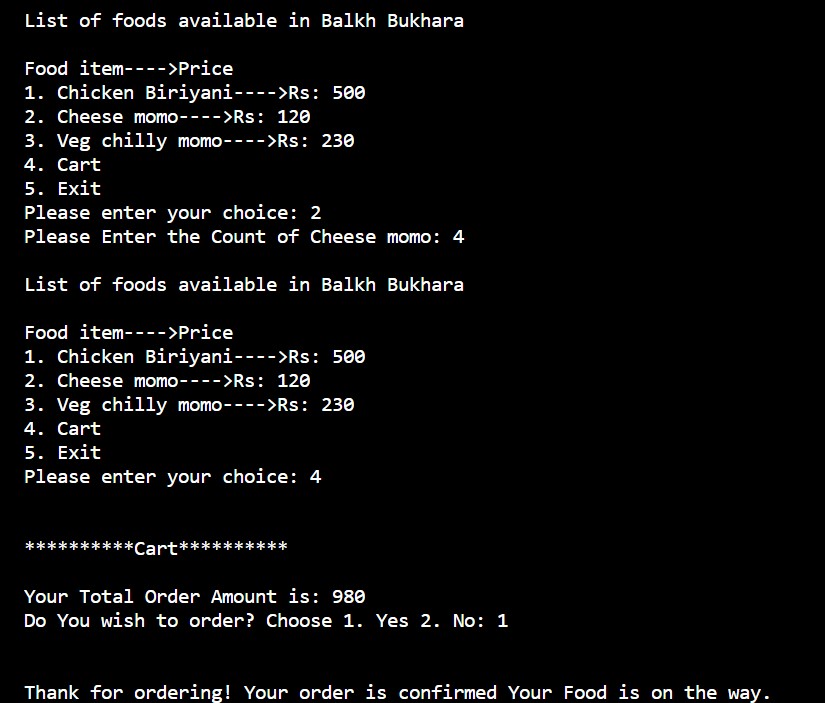 List of foods available in Balkh Bukhara
Food item---->Price
1. Chicken Biriyani---->Rs: 500
2. Cheese momo---->Rs: 120
3. Veg chilly momo---->Rs: 230
4. Cart
5. Exit
Please enter your choice: 2
Please Enter the Count of Cheese momo: 4
List of foods available in Balkh Bukhara
Food item---->Price
1. Chicken Biriyani---->Rs: 500
2. Cheese momo---->Rs: 120
3. Veg chilly momo---->Rs: 230
4. Cart
5. Exit
Please enter your choice: 4
**********Cart**********
Your Total Order Amount is: 980
Do You wish to order? Choose 1. Yes 2. No: 1
Thank for ordering! Your order is confirmed Your Food is on the way.